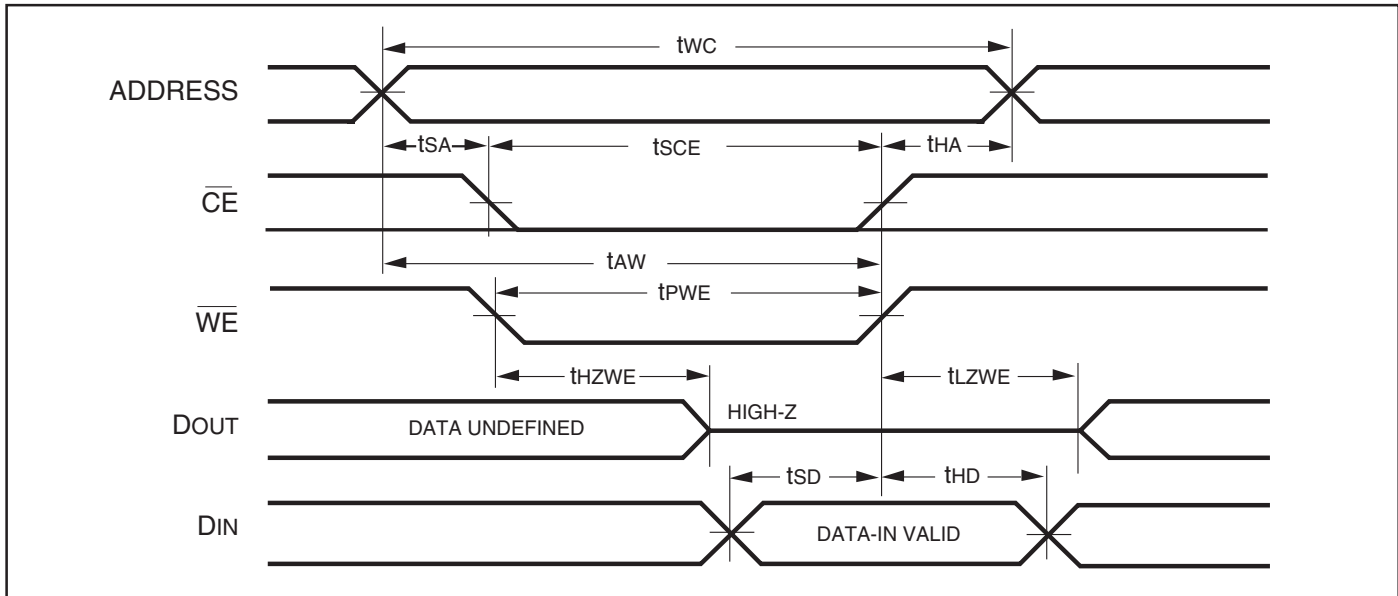 tWC
ADDRESS
tSA tSCE tHA
CE
tAW
tPWE
WE
tHZWE tLZWE
DOUT DATA UNDEFINED HIGH-Z
tSD tHD
DIN DATA-IN VALID